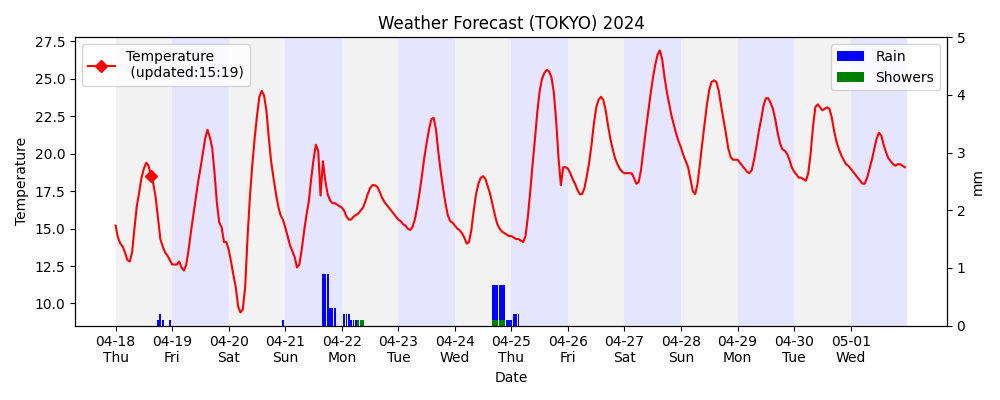 Weather Forecast (TOKYO) 2024
Temperature
(updated:15:19)
Rain
Showers
27.5
25.0
22.5
20.0
17.5
15.0
12.5
10.0
Temperature
5
4
3
2
1
0
mm
04-18 04-19 04-20 04-21 04-22 04-23 04-24 04-25 04-26 04-27 04-28 04-29 04-30 05-01
Thu Fri Sat Sun Mon Tue Wed Thu Fri Sat Sun Mon Tue Wed
Date